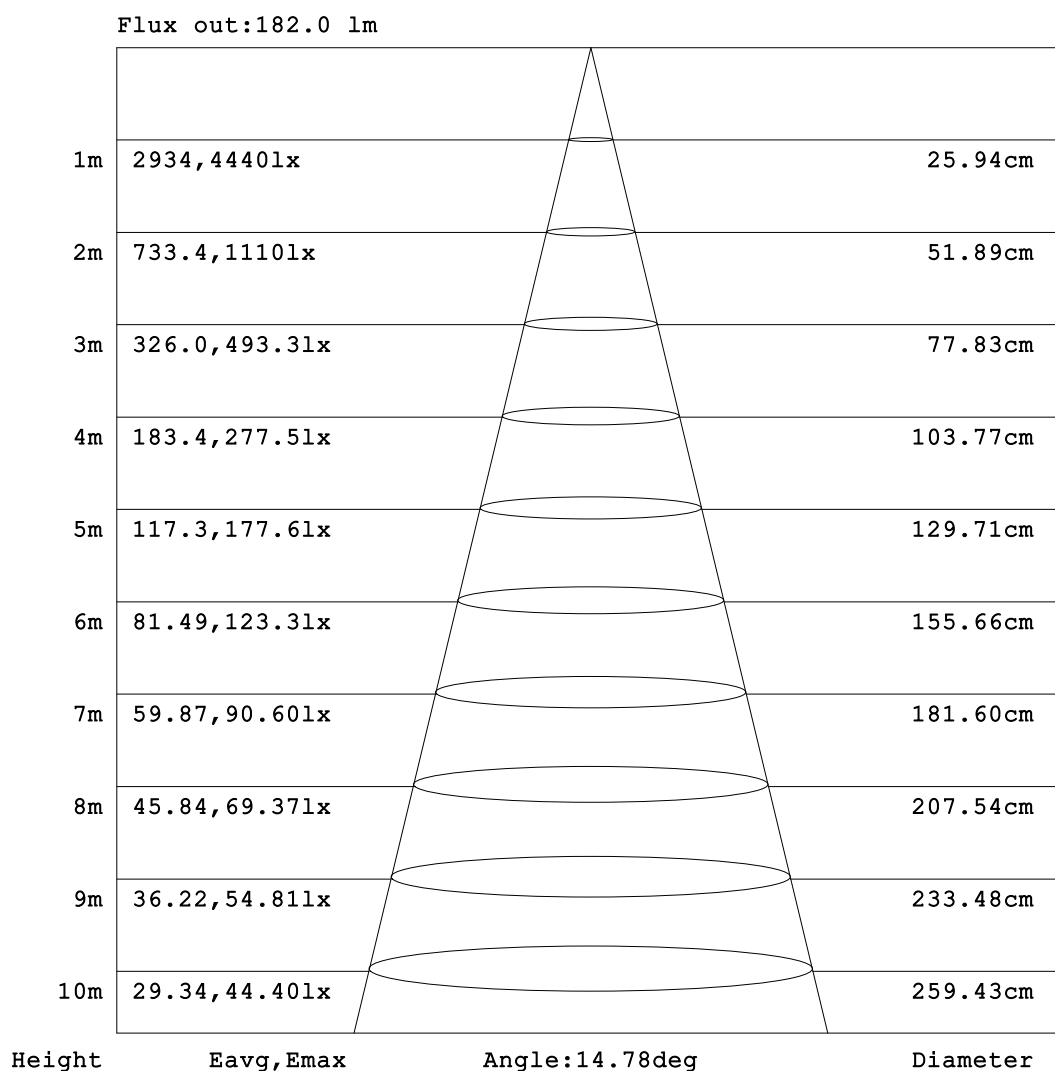 Flux out:182.0 lm
1m 2934,4440lx 25.94cm
2m 733.4,1110lx 51.89cm
3m 326.0,493.3lx 77.83cm
4m 183.4,277.5lx 103.77cm
5m 117.3,177.6lx 129.71cm
6m 81.49,123.3lx 155.66cm
7m 59.87,90.60lx 181.60cm
8m 45.84,69.37lx 207.54cm
9m 36.22,54.81lx 233.48cm
10m 29.34,44.40lx 259.43cm
Height Eavg,Emax Angle:14.78deg Diameter